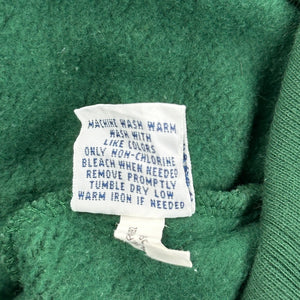 MACHINE WASH WARM
WASH WITH
LIKE COLORS
ONLY NON-CHLORINE
BLEACH WHEN NEEDED
REMOVE PROMPTLY
TUMBLE DRY LOW
WARM IRON IF NEEDED